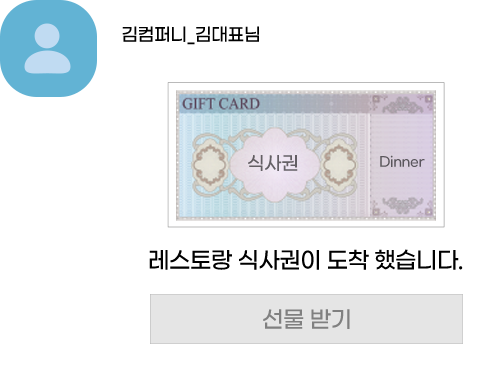 김컴퍼니_김대표님
GIFT CARD
식사권
Dinner
레스토랑 식사권이 도착 했습니다.
선물 받기